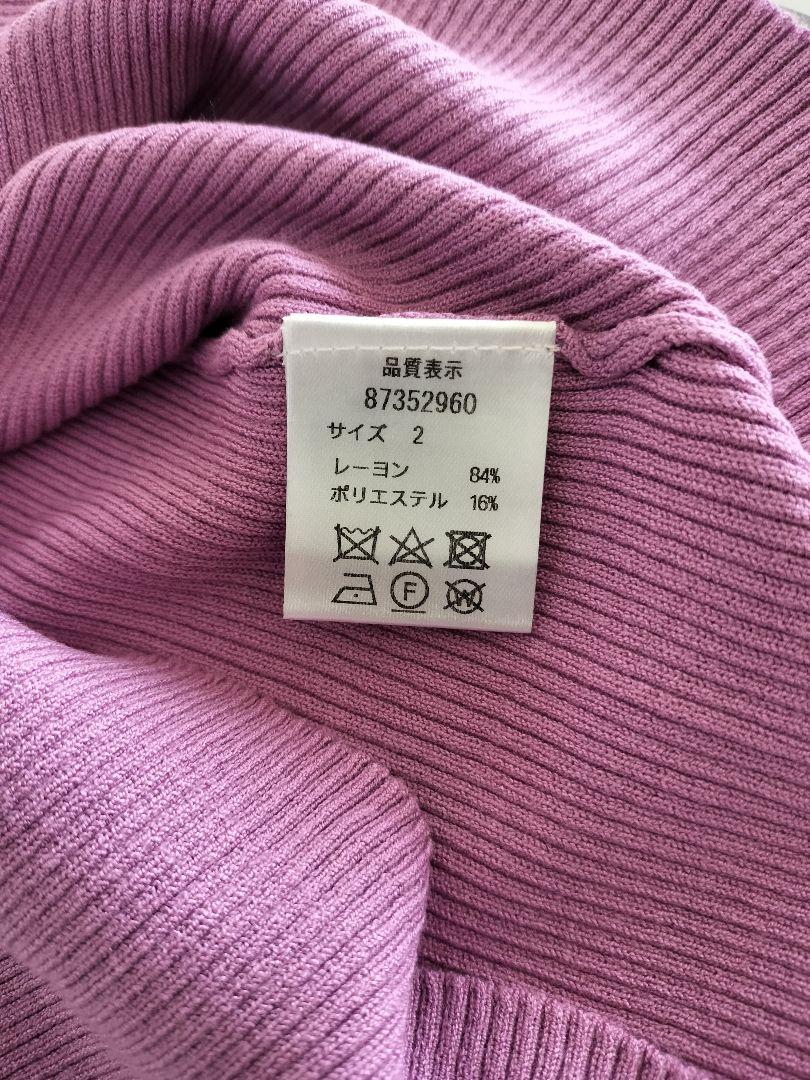 品質表示
87352960
サイズ 2
レーヨン 84%
ポリエステル 16%
F W